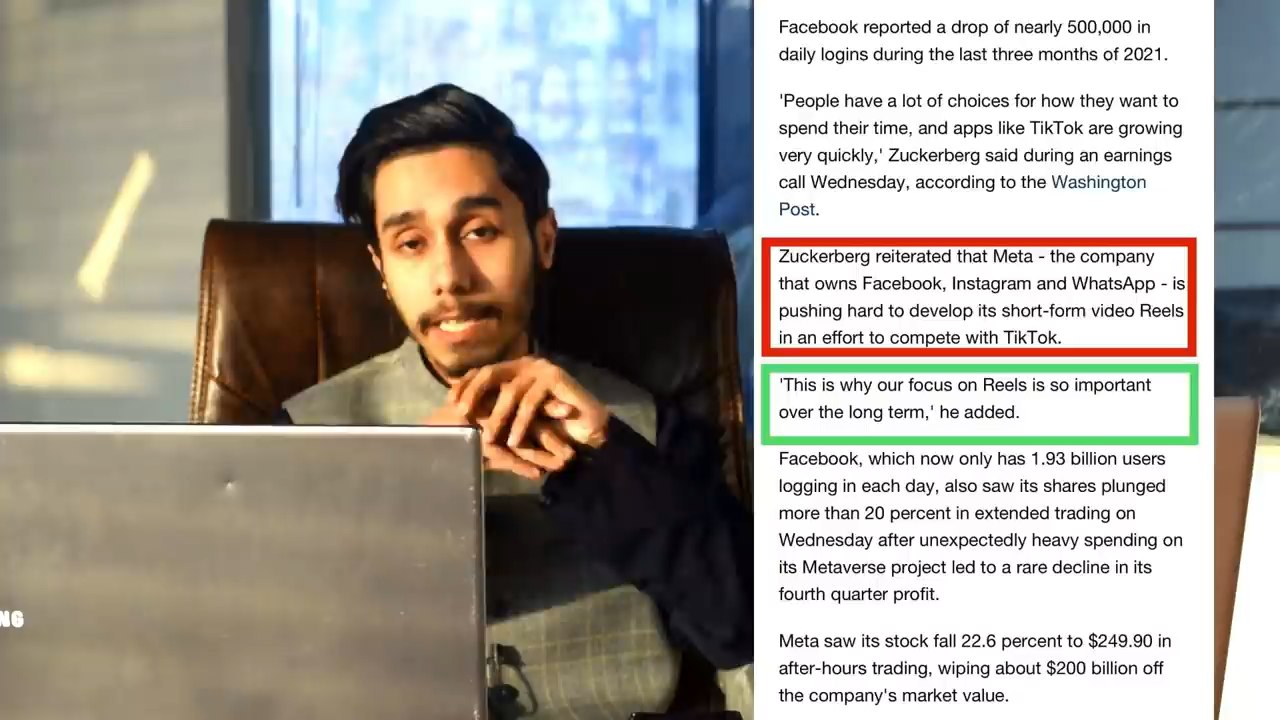 Facebook reported a drop of nearly 500,000 in
daily logins during the last three months of 2021.
'People have a lot of choices for how they want to
spend their time, and apps like TikTok are growing
very quickly,' Zuckerberg said during an earnings
call Wednesday, according to the Washington
Post.
Zuckerberg reiterated that Meta - the company
that owns Facebook, Instagram and WhatsApp - is
pushing hard to develop its short-form video Reels
in an effort to compete with TikTok.
'This is why our focus on Reels is so important
over the long term,' he added.
Facebook, which now only has 1.93 billion users
logging in each day, also saw its shares plunged
more than 20 percent in extended trading on
Wednesday after unexpectedly heavy spending on
its Metaverse project led to a rare decline in its
fourth quarter profit.
Meta saw its stock fall 22.6 percent to $249.90 in
after-hours trading, wiping about $200 billion off
the company's market value.
NG